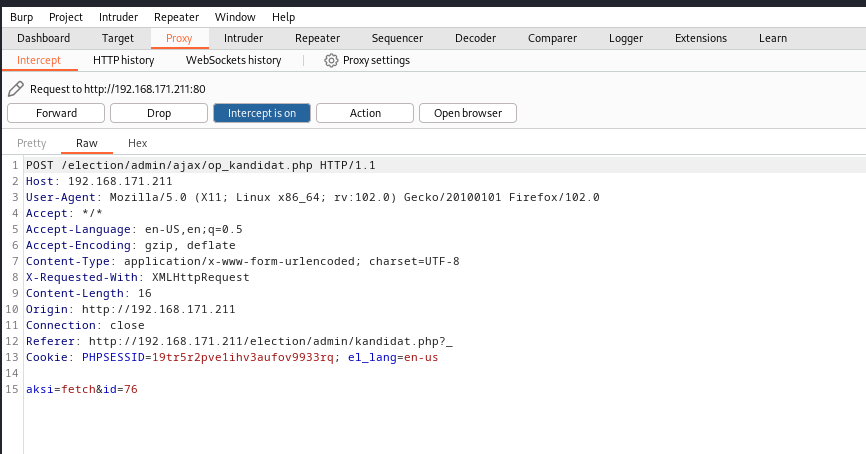 Burp Project Intruder Repeater Window Help
Dashboard Target Proxy Intruder Repeater Sequencer Decoder Comparer Logger Extensions Learn
Intercept HTTP history WebSockets history Proxy settings
Request to http://192.168.171.211:80
Forward Drop Intercept is on Action Open browser
Pretty Raw Hex
1 POST /election/admin/ajax/op_kandidat.php HTTP/1.1
2 Host: 192.168.171.211
3 User-Agent: Mozilla/5.0 (X11; Linux x86_64; rv:102.0) Gecko/20100101 Firefox/102.0
4 Accept: */*
5 Accept-Language: en-US,en;q=0.5
6 Accept-Encoding: gzip, deflate
7 Content-Type: application/x-www-form-urlencoded; charset=UTF-8
8 X-Requested-With: XMLHttpRequest
9 Content-Length: 16
10 Origin: http://192.168.171.211
11 Connection: close
12 Referer: http://192.168.171.211/election/admin/kandidat.php?_
13 Cookie: PHPSESSID=19tr5r2pve1ihv3aufov9933rq; el_lang=en-us
14
15 aksi=fetch&id=76